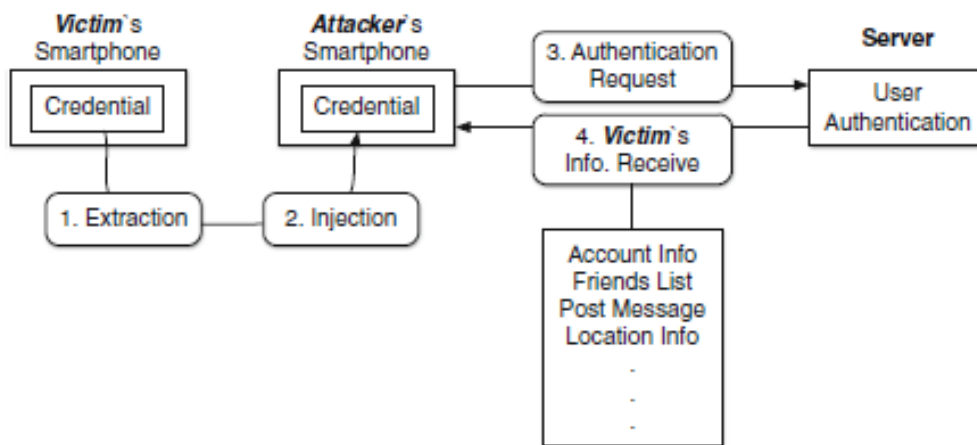 Victim`s
Smartphone
Credential
1. Extraction
Attacker`s
Smartphone
Credential
2. Injection
3. Authentication
Request
4. Victim`s
Info. Receive
Server
User
Authentication
Account Info
Friends List
Post Message
Location Info
.
.
.